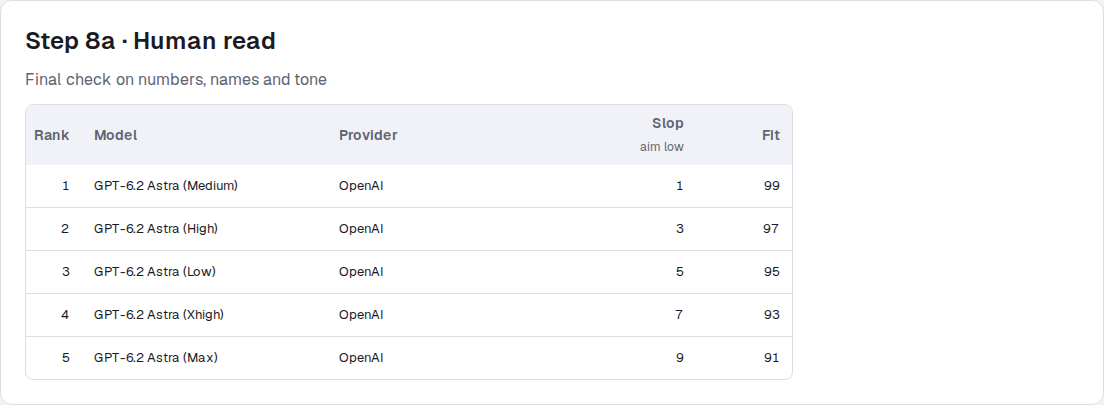 Step 8a · Human read
Final check on numbers, names and tone
Rank Model Provider Slop aim low Fit
1 GPT-6.2 Astra (Medium) OpenAI 1 99
2 GPT-6.2 Astra (High) OpenAI 3 97
3 GPT-6.2 Astra (Low) OpenAI 5 95
4 GPT-6.2 Astra (Xhigh) OpenAI 7 93
5 GPT-6.2 Astra (Max) OpenAI 9 91